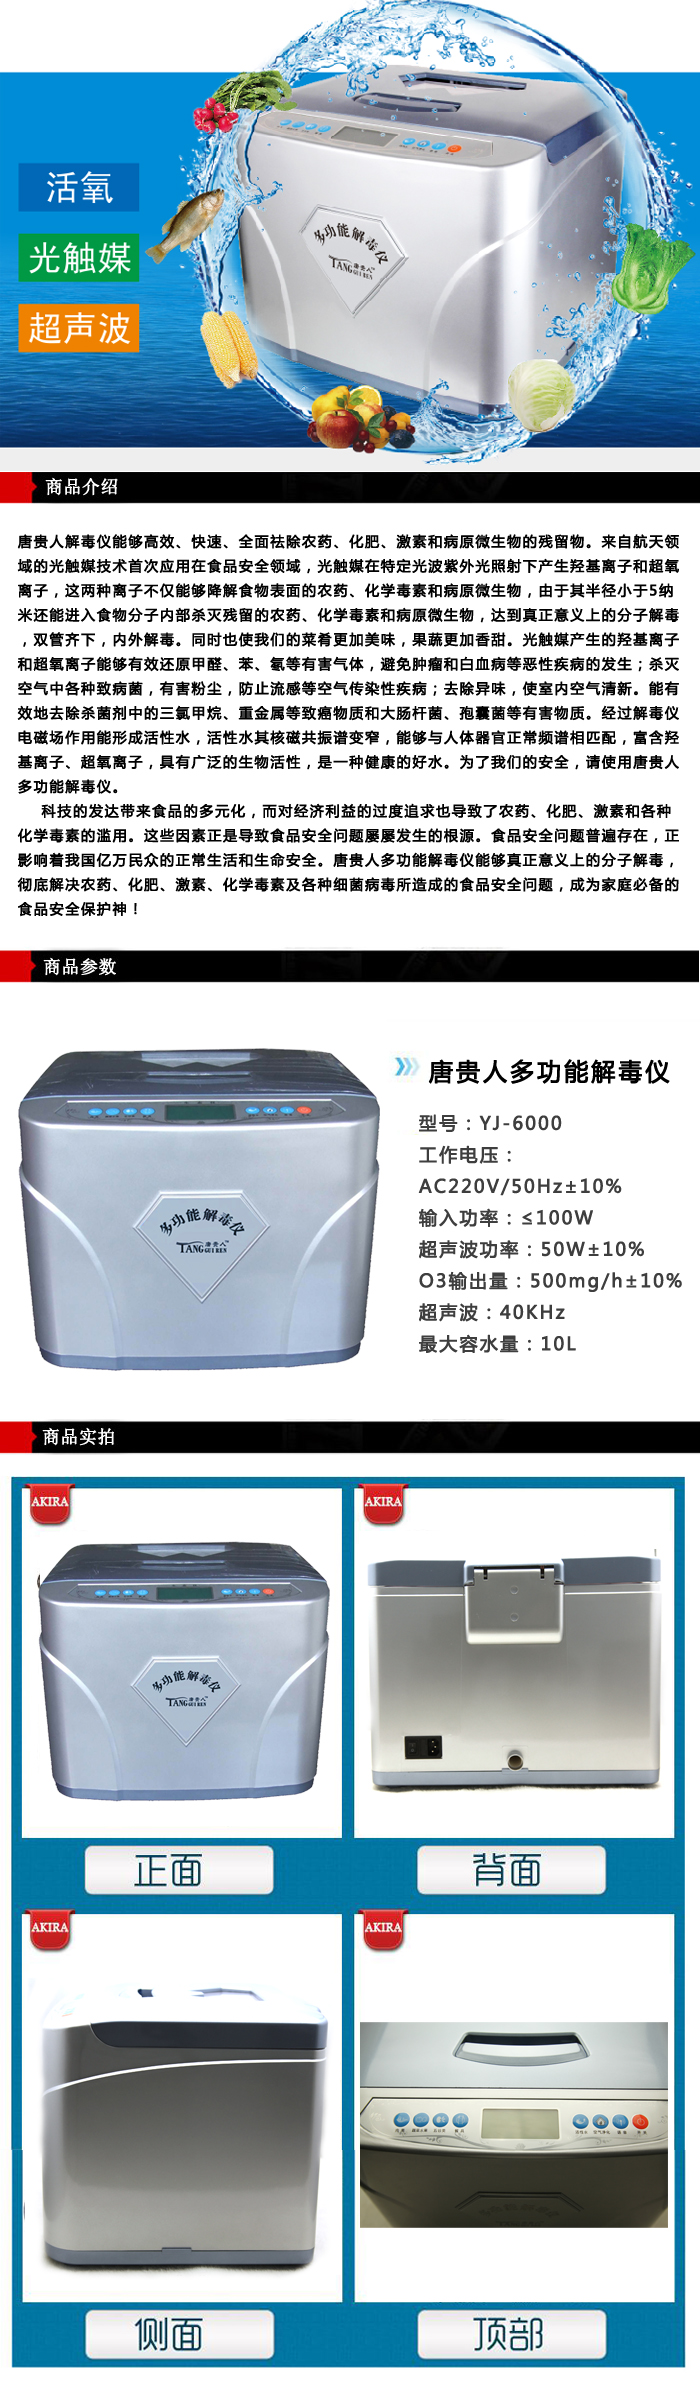 活氧
光触媒
超声波
多功能解毒仪
唐贵人
TANG GUI REN
商品介绍
唐贵人解毒仪能够高效、快速、全面祛除农药、化肥、激素和病原微生物的残留物。来自航天领
域的光触媒技术首次应用在食品安全领域，光触媒在特定光波紫外光照射下产生羟基离子和超氧
离子，这两种离子不仅能够降解食物表面的农药、化学毒素和病原微生物，由于其半径小于5纳
米还能进入食物分子内部杀灭残留的农药、化学毒素和病原微生物，达到真正意义上的分子解毒
，双管齐下，内外解毒。同时也使我们的菜肴更加美味，果蔬更加香甜。光触媒产生的羟基离子
和超氧离子能够有效还原甲醛、苯、氡等有害气体，避免肿瘤和白血病等恶性疾病的发生；杀灭
空气中各种致病菌，有害粉尘，防止流感等空气传染性疾病；去除异味，使室内空气清新。能有
效地去除杀菌剂中的三氯甲烷、重金属等致癌物质和大肠杆菌、孢囊菌等有害物质。经过解毒仪
电磁场作用能形成活性水，活性水其核磁共振谱变窄，能够与人体器官正常频谱相匹配，富含羟
基离子、超氧离子，具有广泛的生物活性，是一种健康的好水。为了我们的安全，请使用唐贵人
多功能解毒仪。
科技的发达带来食品的多元化，而对经济利益的过度追求也导致了农药、化肥、激素和各种
化学毒素的滥用。这些因素正是导致食品安全问题屡屡发生的根源。食品安全问题普遍存在，正
影响着我国亿万民众的正常生活和生命安全。唐贵人多功能解毒仪能够真正意义上的分子解毒，
彻底解决农药、化肥、激素、化学毒素及各种细菌病毒所造成的食品安全问题，成为家庭必备的
食品安全保护神！
商品参数
多功能解毒仪
唐贵人
TANG GUI REN
唐贵人多功能解毒仪
型号：YJ-6000
工作电压：
AC220V/50Hz±10%
输入功率：≤100W
超声波功率：50W±10%
O3输出量：500mg/h±10%
超声波：40KHz
最大容水量：10L
商品实拍
AKIRA
AKIRA
多功能解毒仪
唐贵人
TANG GUI REN
正面
背面
AKIRA
AKIRA
侧面
顶部